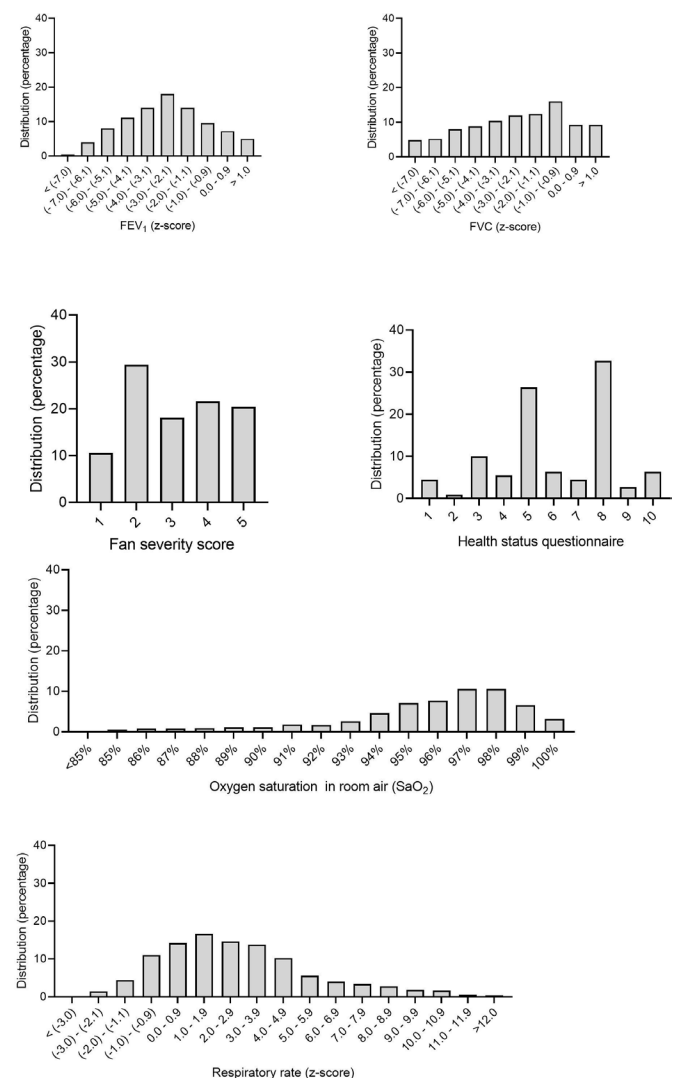 40
30
20
10
0
Distribution (percentage)
< (-7.0)
(-7.0) - (-6.1)
(-6.0) - (-5.1)
(-5.0) - (-4.1)
(-4.0) - (-3.1)
(-3.0) - (-2.1)
(-2.0) - (-1.1)
(-1.0) - (-0.9)
0.0 - 0.9
> 1.0
FEV1 (z-score)
40
30
20
10
0
Distribution (percentage)
< (-7.0)
(-7.0) - (-6.1)
(-6.0) - (-5.1)
(-5.0) - (-4.1)
(-4.0) - (-3.1)
(-3.0) - (-2.1)
(-2.0) - (-1.1)
(-1.0) - (-0.9)
0.0 - 0.9
> 1.0
FVC (z-score)
40
30
20
10
0
Distribution (percentage)
1
2
3
4
5
Fan severity score
40
30
20
10
0
Distribution (percentage)
1
2
3
4
5
6
7
8
9
10
Health status questionnaire
40
30
20
10
0
Distribution (percentage)
<85%
85%
86%
87%
88%
89%
90%
91%
92%
93%
94%
95%
96%
97%
98%
99%
100%
Oxygen saturation in room air (SaO2)
40
30
20
10
0
Distribution (percentage)
< (-3.0)
(-3.0) - (-2.1)
(-2.0) - (-1.1)
(-1.0) - (-0.9)
0.0 - 0.9
1.0 - 1.9
2.0 - 2.9
3.0 - 3.9
4.0 - 4.9
5.0 - 5.9
6.0 - 6.9
7.0 - 7.9
8.0 - 8.9
9.0 - 9.9
10.0 - 10.9
11.0 - 11.9
>12.0
Respiratory rate (z-score)